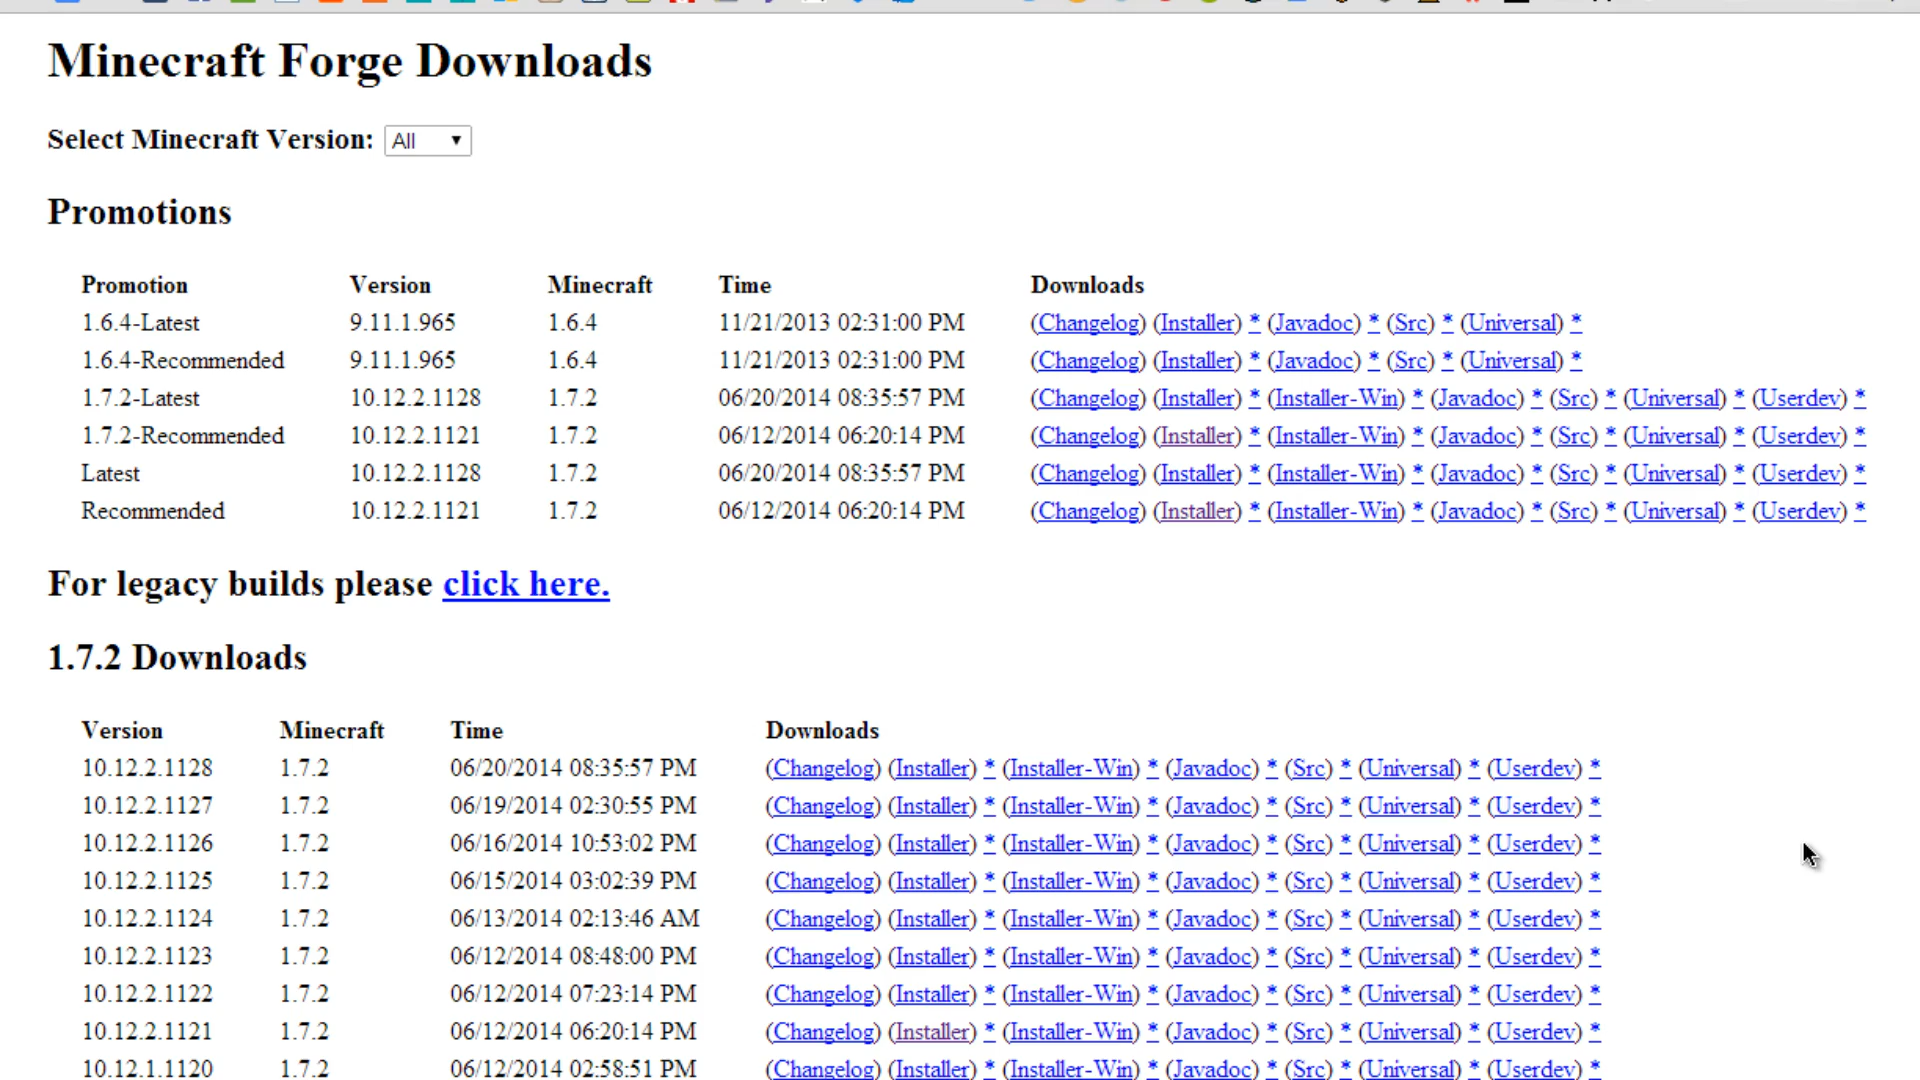 Minecraft Forge Downloads
Select Minecraft Version: All
Promotions
Promotion Version Minecraft Time Downloads
1.6.4-Latest 9.11.1.965 1.6.4 11/21/2013 02:31:00 PM (Changelog) (Installer) * (Javadoc) * (Src) * (Universal) *
1.6.4-Recommended 9.11.1.965 1.6.4 11/21/2013 02:31:00 PM (Changelog) (Installer) * (Javadoc) * (Src) * (Universal) *
1.7.2-Latest 10.12.2.1128 1.7.2 06/20/2014 08:35:57 PM (Changelog) (Installer) * (Installer-Win) * (Javadoc) * (Src) * (Universal) * (Userdev) *
1.7.2-Recommended 10.12.2.1121 1.7.2 06/12/2014 06:20:14 PM (Changelog) (Installer) * (Installer-Win) * (Javadoc) * (Src) * (Universal) * (Userdev) *
Latest 10.12.2.1128 1.7.2 06/20/2014 08:35:57 PM (Changelog) (Installer) * (Installer-Win) * (Javadoc) * (Src) * (Universal) * (Userdev) *
Recommended 10.12.2.1121 1.7.2 06/12/2014 06:20:14 PM (Changelog) (Installer) * (Installer-Win) * (Javadoc) * (Src) * (Universal) * (Userdev) *
For legacy builds please click here.
1.7.2 Downloads
Version Minecraft Time Downloads
10.12.2.1128 1.7.2 06/20/2014 08:35:57 PM (Changelog) (Installer) * (Installer-Win) * (Javadoc) * (Src) * (Universal) * (Userdev) *
10.12.2.1127 1.7.2 06/19/2014 02:30:55 PM (Changelog) (Installer) * (Installer-Win) * (Javadoc) * (Src) * (Universal) * (Userdev) *
10.12.2.1126 1.7.2 06/16/2014 10:53:02 PM (Changelog) (Installer) * (Installer-Win) * (Javadoc) * (Src) * (Universal) * (Userdev) *
10.12.2.1125 1.7.2 06/15/2014 03:02:39 PM (Changelog) (Installer) * (Installer-Win) * (Javadoc) * (Src) * (Universal) * (Userdev) *
10.12.2.1124 1.7.2 06/13/2014 02:13:46 AM (Changelog) (Installer) * (Installer-Win) * (Javadoc) * (Src) * (Universal) * (Userdev) *
10.12.2.1123 1.7.2 06/12/2014 08:48:00 PM (Changelog) (Installer) * (Installer-Win) * (Javadoc) * (Src) * (Universal) * (Userdev) *
10.12.2.1122 1.7.2 06/12/2014 07:23:14 PM (Changelog) (Installer) * (Installer-Win) * (Javadoc) * (Src) * (Universal) * (Userdev) *
10.12.2.1121 1.7.2 06/12/2014 06:20:14 PM (Changelog) (Installer) * (Installer-Win) * (Javadoc) * (Src) * (Universal) * (Userdev) *
10.12.1.1120 1.7.2 06/12/2014 02:58:51 PM (Changelog) (Installer) * (Installer-Win) * (Javadoc) * (Src) * (Universal) * (Userdev) *